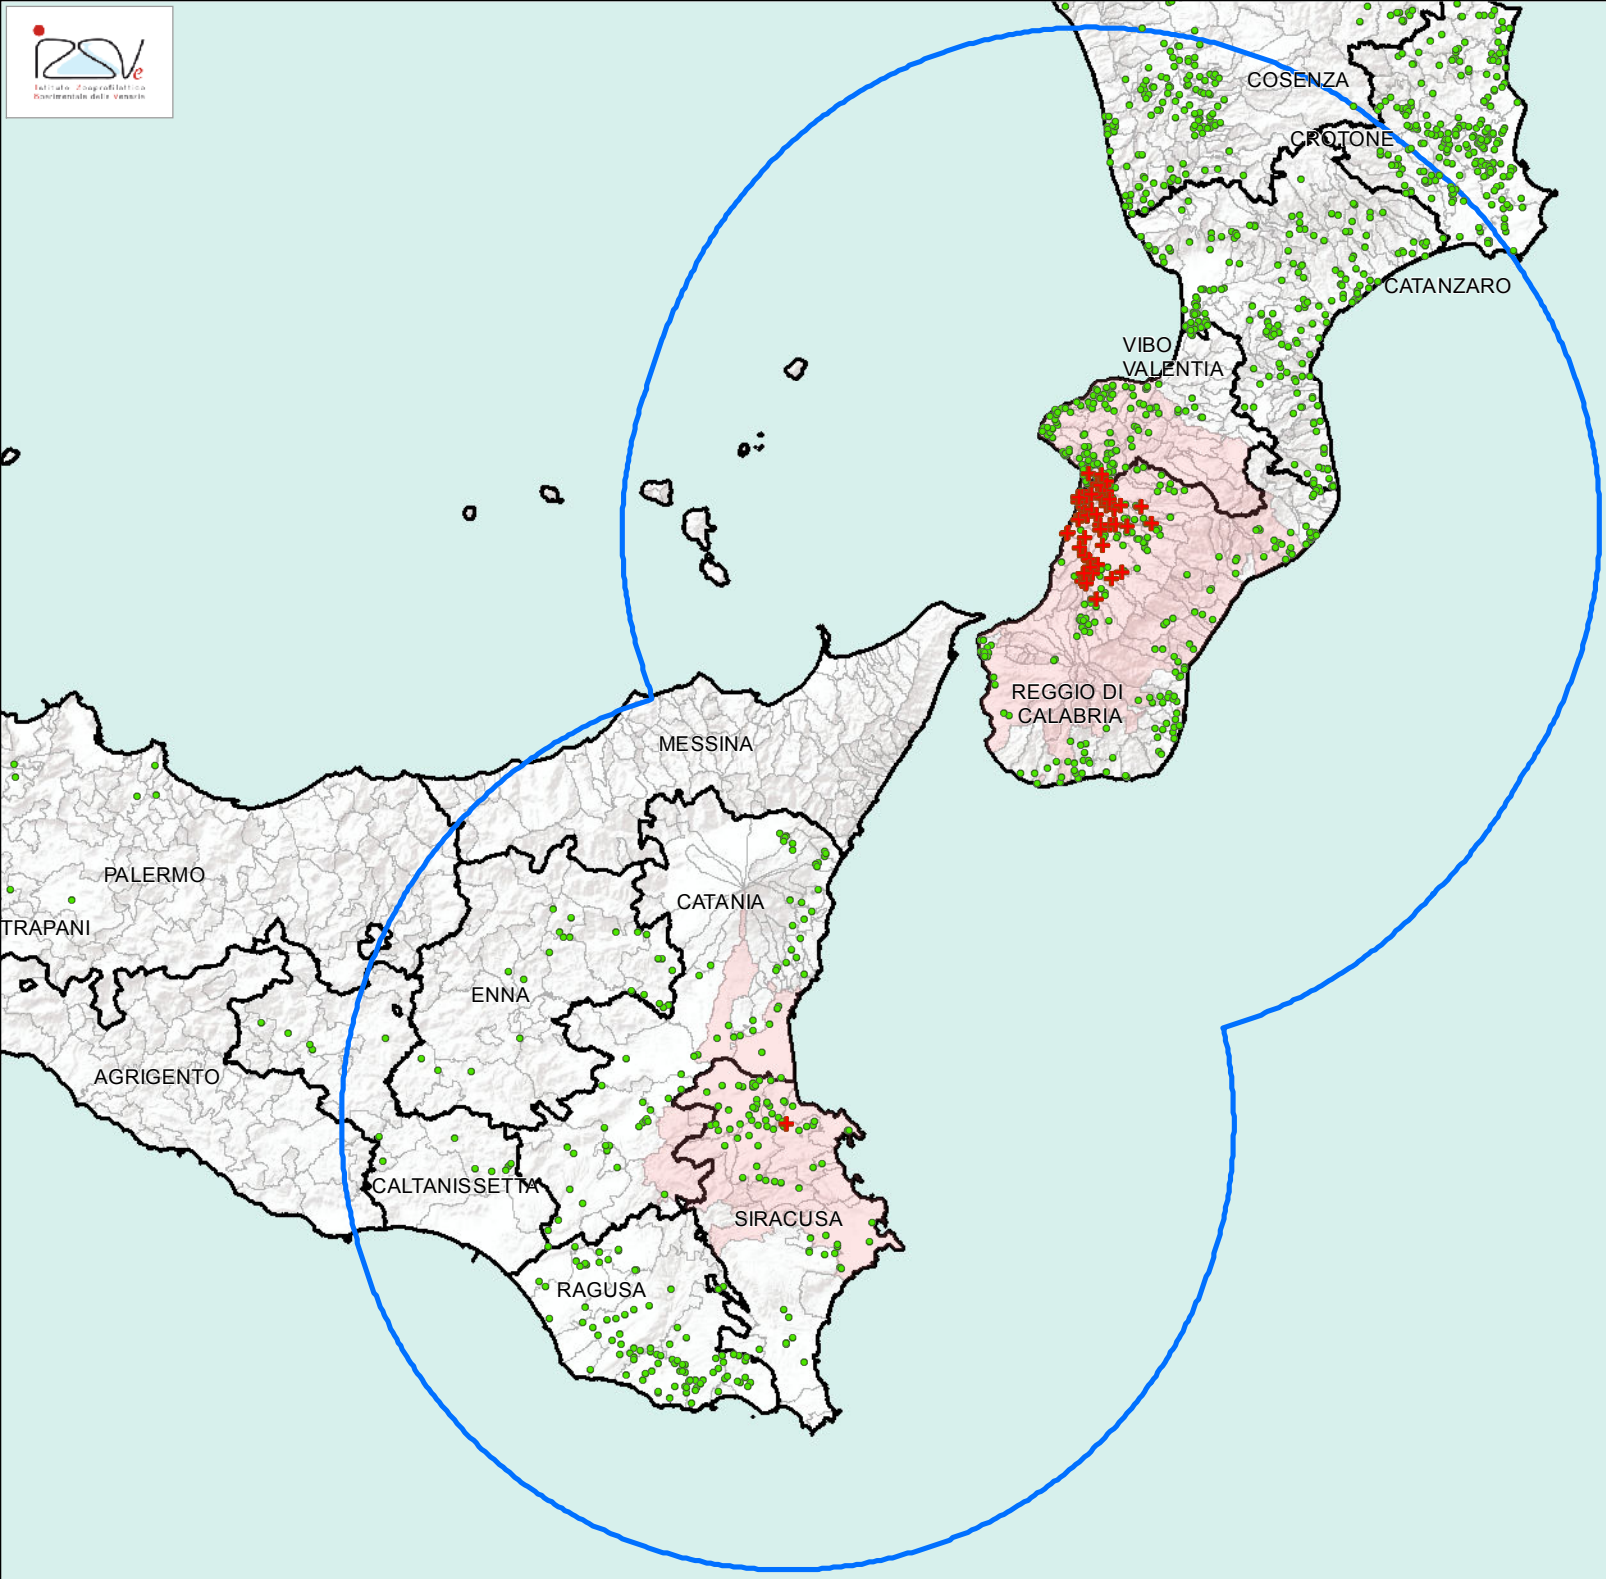 IZSVe
COSENZA
CROTONE
CATANZARO
VIBO
VALENTIA
REGGIO DI
CALABRIA
MESSINA
PALERMO
CATANIA
TRAPANI
ENNA
AGRIGENTO
CALTANISSETTA
SIRACUSA
RAGUSA